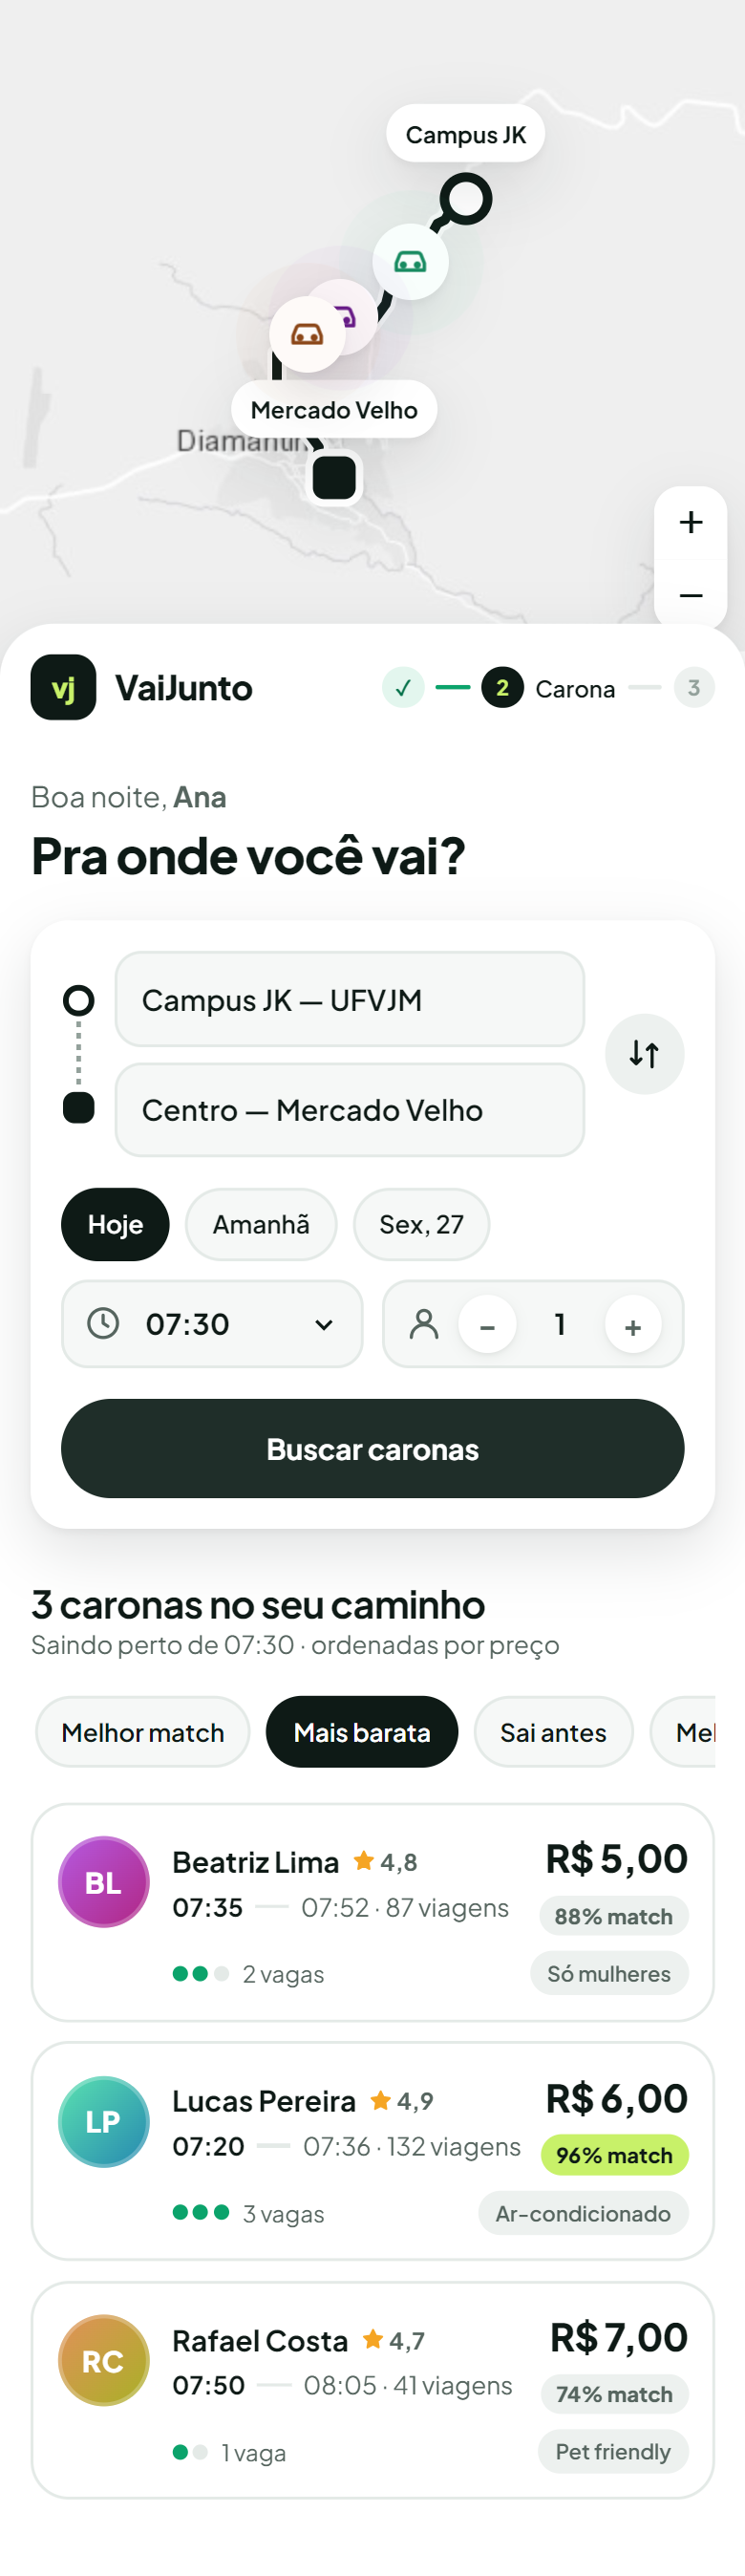 Campus JK
Mercado Velho
+
−
vj VaiJunto ✓ 2 Carona 3
Boa noite, Ana
Pra onde você vai?
Campus JK — UFVJM
Centro — Mercado Velho
Hoje Amanhã Sex, 27
07:30 − 1 +
Buscar caronas
3 caronas no seu caminho
Saindo perto de 07:30 · ordenadas por preço
Melhor match Mais barata Sai antes
BL Beatriz Lima 4,8 R$ 5,00
07:35 — 07:52 · 87 viagens 88% match
2 vagas Só mulheres
LP Lucas Pereira 4,9 R$ 6,00
07:20 — 07:36 · 132 viagens 96% match
3 vagas Ar-condicionado
RC Rafael Costa 4,7 R$ 7,00
07:50 — 08:05 · 41 viagens 74% match
1 vaga Pet friendly